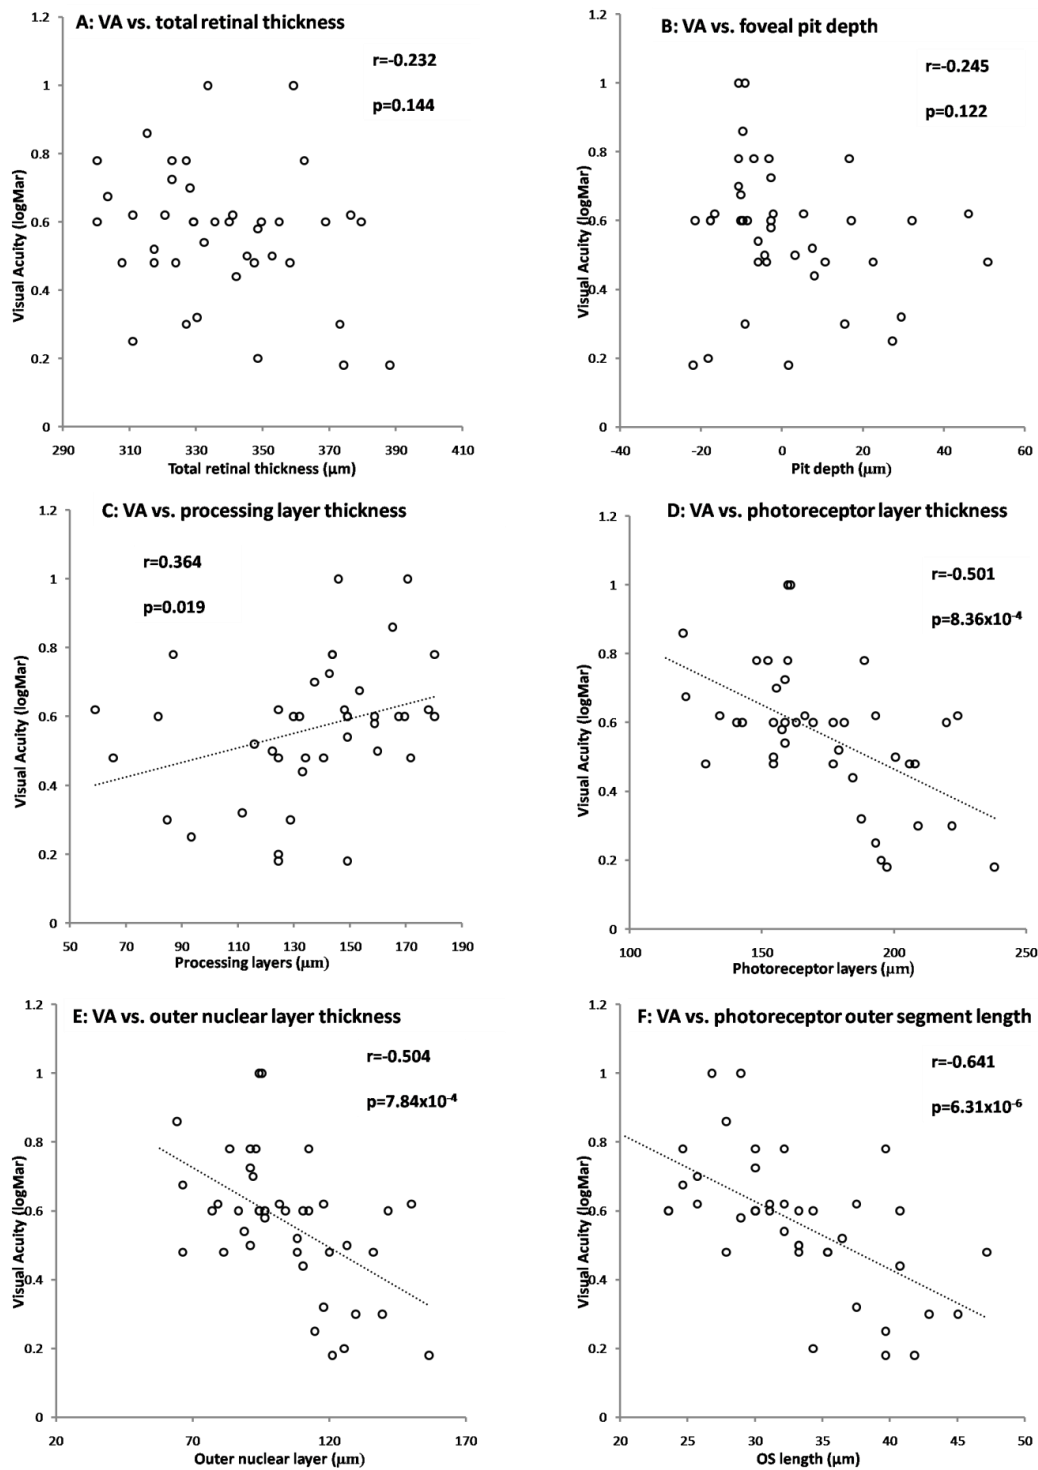 A: VA vs. total retinal thickness
r=-0.232
p=0.144
1.2
1
0.8
0.6
0.4
0.2
0
Visual Acuity (logMar)
290 310 330 350 370 390 410
Total retinal thickness (µm)
B: VA vs. foveal pit depth
r=-0.245
p=0.122
1.2
1
0.8
0.6
0.4
0.2
0
Visual Acuity (logMar)
-40 -20 0 20 40 60
Pit depth (µm)
C: VA vs. processing layer thickness
r=0.364
p=0.019
1.2
1
0.8
0.6
0.4
0.2
0
Visual Acuity (logMar)
50 70 90 110 130 150 170 190
Processing layers (µm)
D: VA vs. photoreceptor layer thickness
r=-0.501
p=8.36x10⁻⁴
1.2
1
0.8
0.6
0.4
0.2
0
Visual Acuity (logMar)
100 150 200 250
Photoreceptor layers (µm)
E: VA vs. outer nuclear layer thickness
r=-0.504
p=7.84x10⁻⁴
1.2
1
0.8
0.6
0.4
0.2
0
Visual Acuity (logMar)
20 70 120 170
Outer nuclear layer (µm)
F: VA vs. photoreceptor outer segment length
r=-0.641
p=6.31x10⁻⁶
1.2
1
0.8
0.6
0.4
0.2
0
Visual Acuity (logMar)
20 25 30 35 40 45 50
OS length (µm)